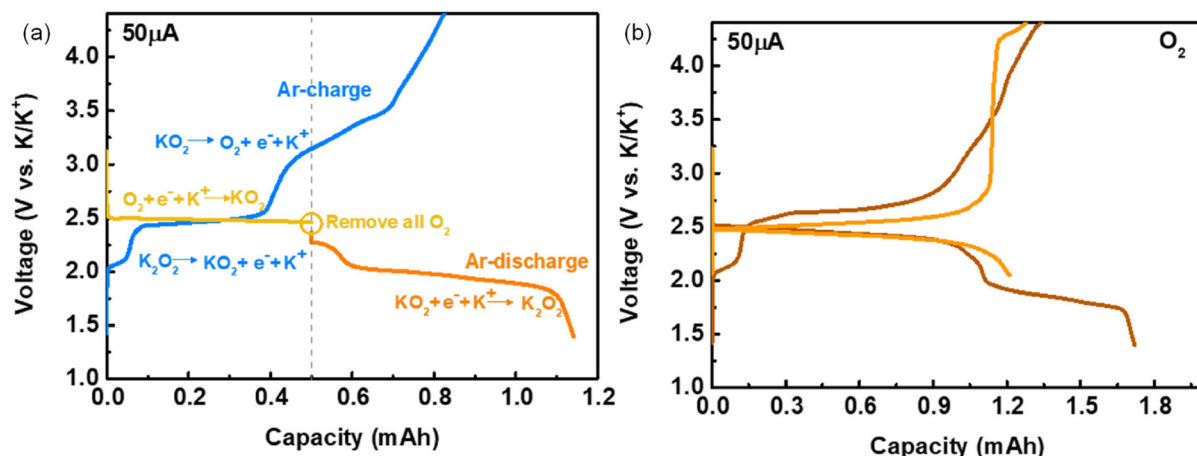 (a)
50μA
Ar-charge
KO₂⟶O₂+e⁻+K⁺
O₂+e⁻+K⁺⟶KO₂
Remove all O₂
K₂O₂⟶KO₂+e⁻+K⁺
Ar-discharge
KO₂+e⁻+K⁺⟶K₂O₂
Voltage (V vs. K/K⁺)
4.0
3.5
3.0
2.5
2.0
1.5
1.0
0.0 0.2 0.4 0.6 0.8 1.0 1.2
Capacity (mAh)
(b)
50μA
O₂
Voltage (V vs. K/K⁺)
4.0
3.5
3.0
2.5
2.0
1.5
1.0
0.0 0.3 0.6 0.9 1.2 1.5 1.8
Capacity (mAh)